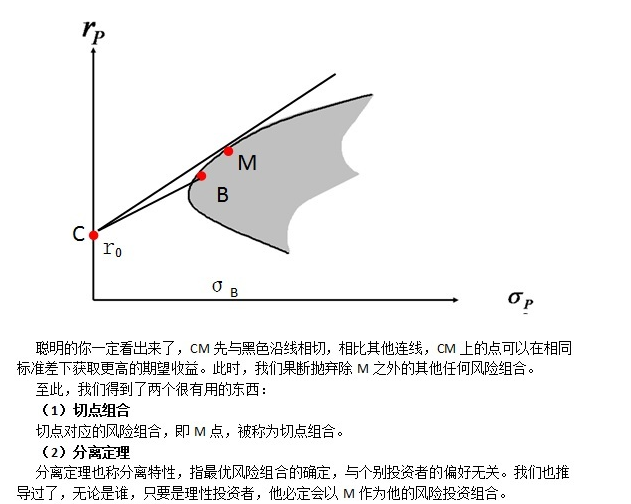 r_P
M
B
C
r₀
σ_B
σ_P
聪明的你一定看出来了，CM 先与黑色沿线相切，相比其他连线，CM 上的点可以在相同
标准差下获取更高的期望收益。此时，我们果断抛弃除 M 之外的其他任何风险组合。
至此，我们得到了两个很有用的东西：
（1）切点组合
切点对应的风险组合，即 M 点，被称为切点组合。
（2）分离定理
分离定理也称分离特性，指最优风险组合的确定，与个别投资者的偏好无关。我们也推
导过了，无论是谁，只要是理性投资者，他必定会以 M 作为他的风险投资组合。